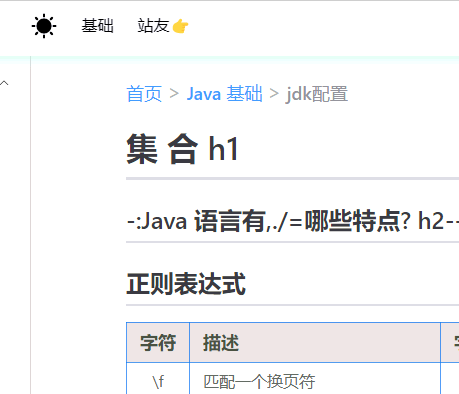 基础 站友👉
首页 > Java 基础 > jdk配置
集 合 h1
-:Java 语言有,./=哪些特点? h2-
正则表达式
字符 描述
\f 匹配一个换页符